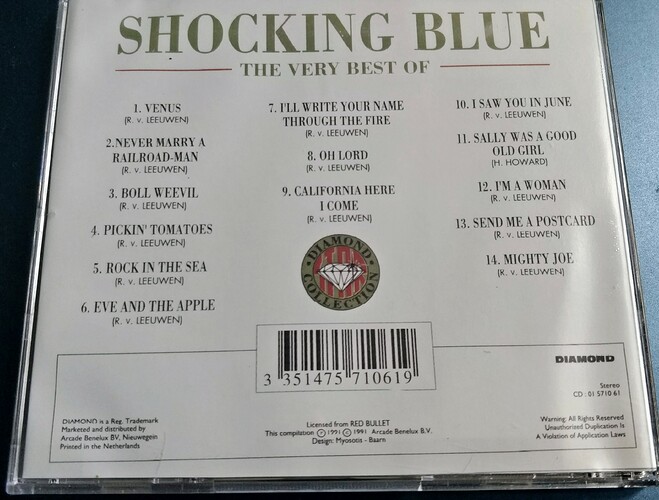 SHOCKING BLUE
THE VERY BEST OF
1. VENUS
(R. v. LEEUWEN)
2.NEVER MARRY A
RAILROAD-MAN
(R. v. LEEUWEN)
3. BOLL WEEVIL
(R. v. LEEUWEN)
4. PICKIN' TOMATOES
(R. v. LEEUWEN)
5. ROCK IN THE SEA
(R. v. LEEUWEN)
6. EVE AND THE APPLE
(R. v. LEEUWEN)
7. I'LL WRITE YOUR NAME
THROUGH THE FIRE
(R. v. LEEUWEN)
8. OH LORD
(R. v. LEEUWEN)
9. CALIFORNIA HERE
I COME
(R. v. LEEUWEN)
10. I SAW YOU IN JUNE
(R. v. LEEUWEN)
11. SALLY WAS A GOOD
OLD GIRL
(H. HOWARD)
12. I'M A WOMAN
(R. v. LEEUWEN)
13. SEND ME A POSTCARD
(R. v. LEEUWEN)
14. MIGHTY JOE
(R. v. LEEUWEN)
DIAMOND
COLLECTION
3 351475 710619
DIAMOND
Stereo
CD : 01 5710 61
DIAMOND is a Reg. Trademark
Marketed and distributed by
Arcade Benelux BV, Nieuwegein
Printed in the Netherlands
Licensed from RED BULLET
This compilation Ⓟ 1991 © 1991 Arcade Benelux B.V.
Design: Myosotis - Baarn
Warning: All Rights Reserved
Unauthorized Duplication Is
A Violation of Application Laws